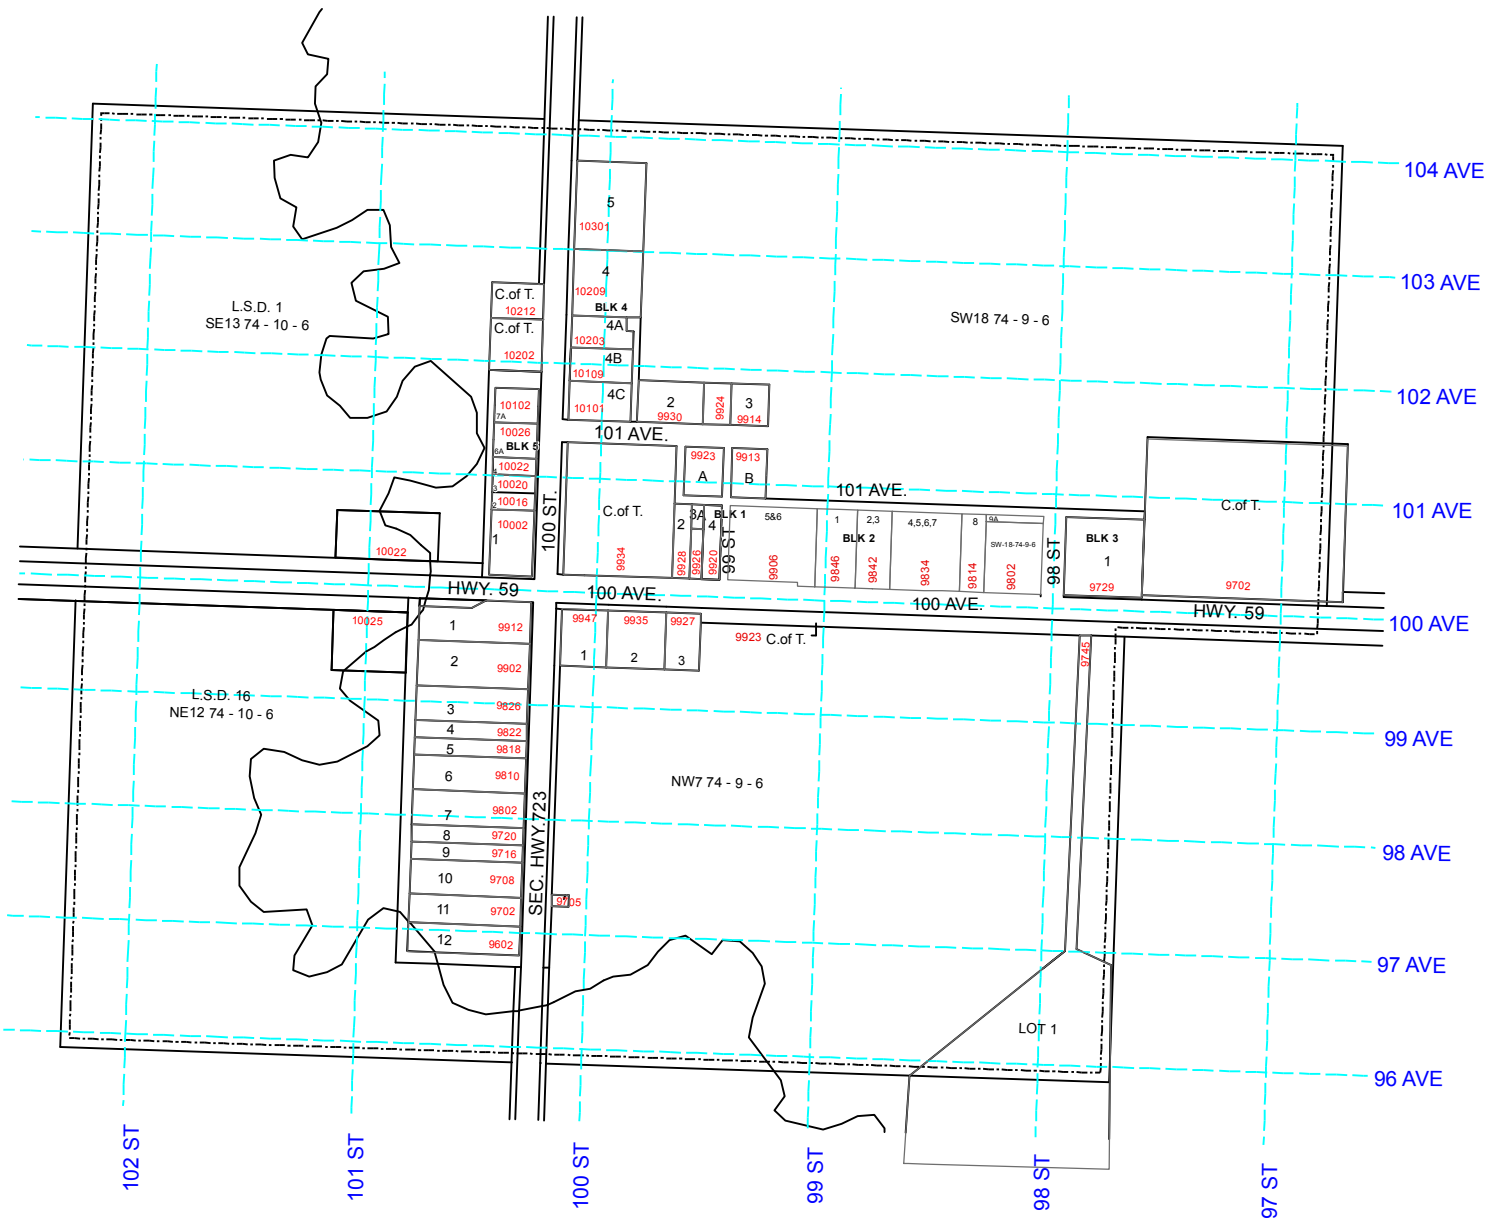 104 AVE
103 AVE
102 AVE
101 AVE
100 AVE
99 AVE
98 AVE
97 AVE
96 AVE
L.S.D. 1
SE13 74 - 10 - 6
SW18 74 - 9 - 6
5
10301
4
10209
BLK 4
4A
10203
4B
10109
4C
10101
C.of T.
10212
C.of T.
10202
10102
7A
10026
6A
BLK 5
4
10022
3
10020
2
10016
10002
1
100 ST.
2
9930
9924
3
9914
101 AVE.
9923
A
9913
B
101 AVE.
C.of T.
9934
2
9928
3A
9926
4
9920
BLK 1
99 ST
5&6
9906
1
9846
BLK 2
2,3
9842
4,5,6,7
9834
8
9814
9A
SW-18-74-9-6
9802
98 ST
BLK 3
1
9729
C.of T.
9702
10022
HWY. 59
100 AVE.
100 AVE.
HWY. 59
10025
1
9912
2
9902
3
9826
4
9822
5
9818
6
9810
7
9802
8
9720
9
9716
10
9708
11
9702
12
9602
SEC. HWY.723
9947
1
9935
2
9927
3
9923 C.of T.
9745
L.S.D. 16
NE12 74 - 10 - 6
NW7 74 - 9 - 6
9705
LOT 1
102 ST
101 ST
100 ST
99 ST
98 ST
97 ST